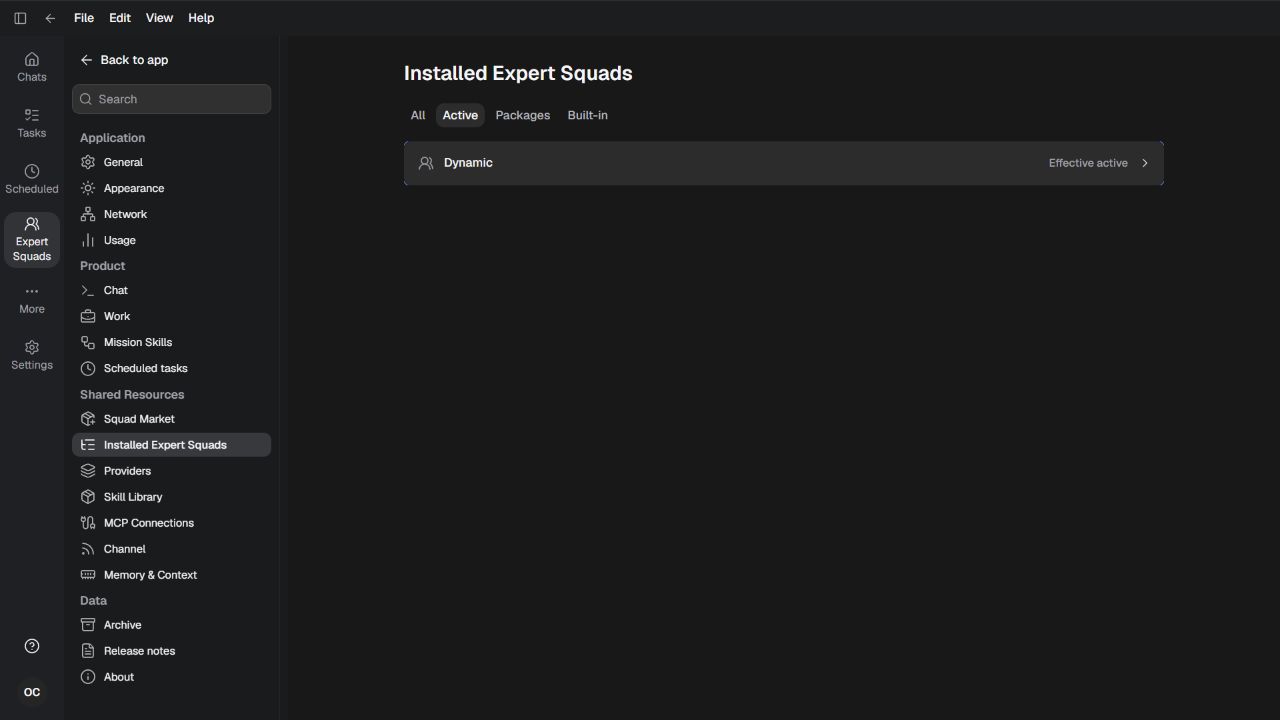 File Edit View Help
Chats
Tasks
Scheduled
Expert
Squads
More
Settings
OC
Back to app
Search
Application
General
Appearance
Network
Usage
Product
Chat
Work
Mission Skills
Scheduled tasks
Shared Resources
Squad Market
Installed Expert Squads
Providers
Skill Library
MCP Connections
Channel
Memory & Context
Data
Archive
Release notes
About
Installed Expert Squads
All Active Packages Built-in
Dynamic Effective active